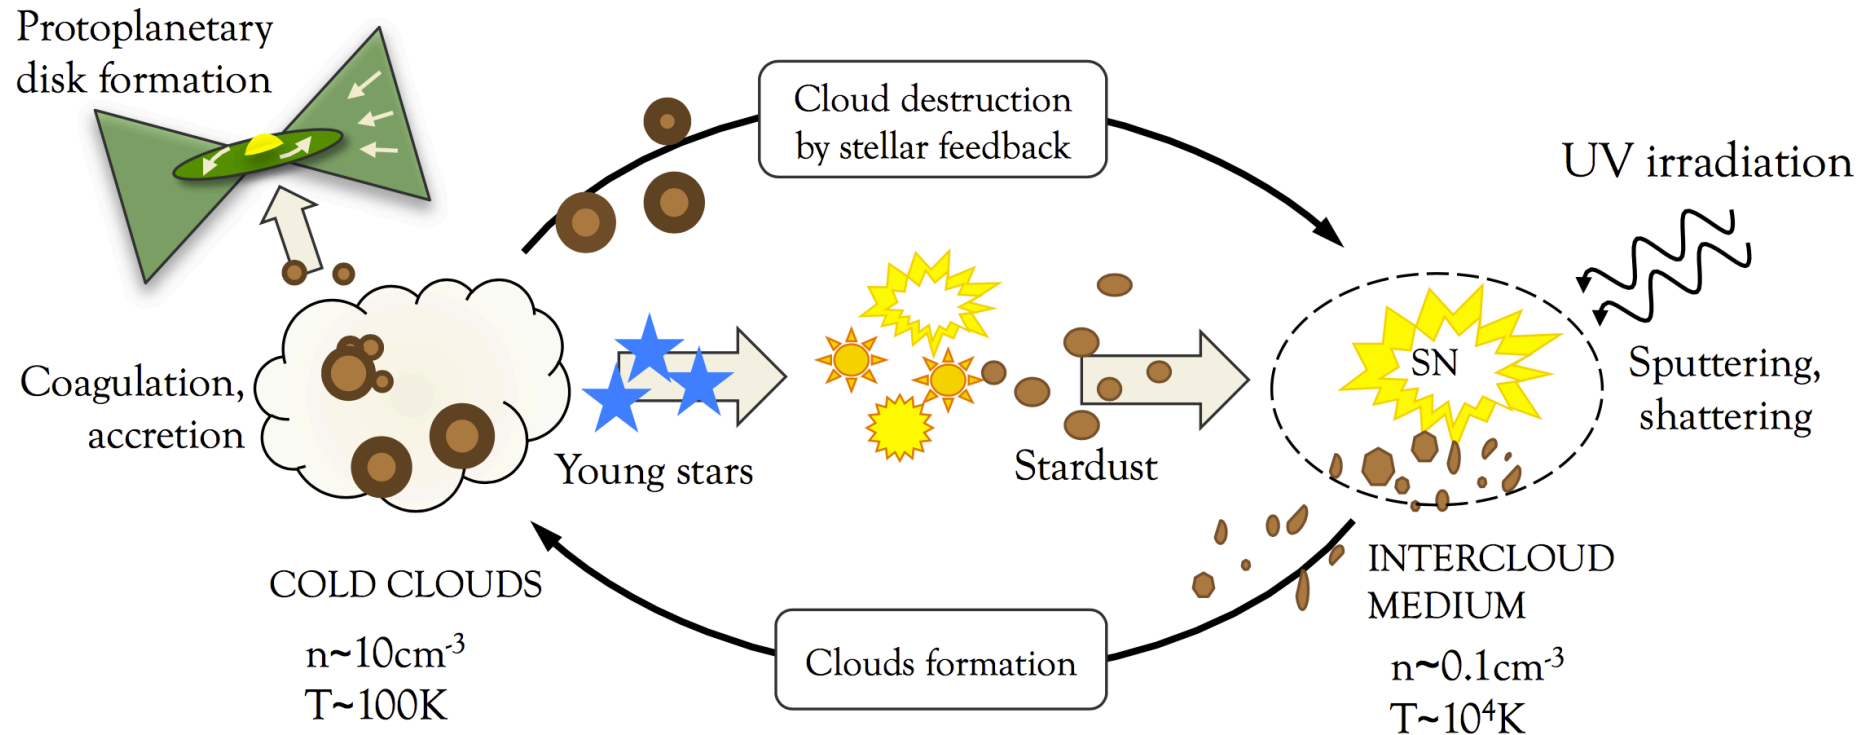 Protoplanetary
disk formation
Cloud destruction
by stellar feedback
UV irradiation
Coagulation,
accretion
Young stars
Stardust
SN
Sputtering,
shattering
COLD CLOUDS
n~10cm⁻³
T~100K
Clouds formation
INTERCLOUD
MEDIUM
n~0.1cm⁻³
T~10⁴K